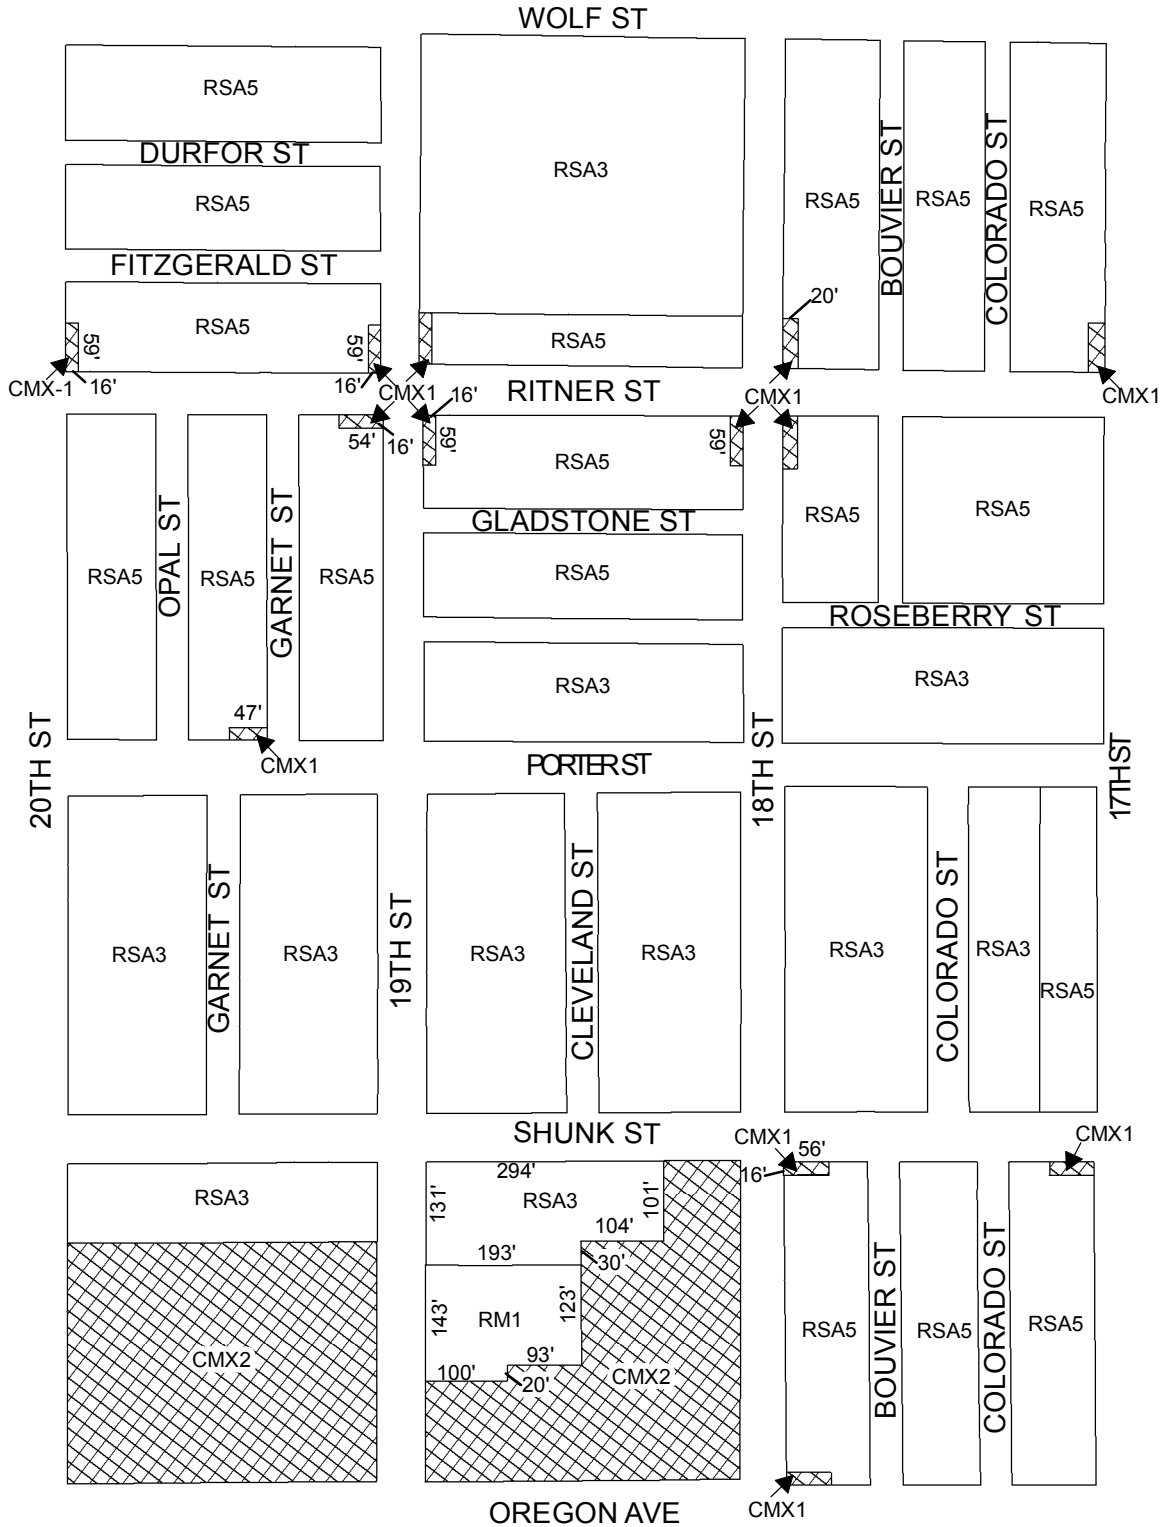 WOLF ST
RSA5
DURFOR ST
RSA5
FITZGERALD ST
RSA5
59'
59'
CMX-1
16'
16'
RSA3
RSA5
CMX1
RITNER ST
RSA5
BOUVIER ST
RSA5
COLORADO ST
RSA5
20'
CMX1
CMX1
54'
16'
16'
59'
RSA5
59'
GLADSTONE ST
RSA5
RSA5
RSA5
OPAL ST
RSA5
GARNET ST
RSA5
RSA5
ROSEBERRY ST
RSA3
RSA3
47'
CMX1
20TH ST
PORTER ST
18TH ST
17TH ST
RSA3
GARNET ST
RSA3
19TH ST
RSA3
CLEVELAND ST
RSA3
RSA3
COLORADO ST
RSA3
RSA5
SHUNK ST
CMX1
56'
16'
CMX1
RSA3
294'
131'
RSA3
101'
104'
193'
30'
143'
RM1
123'
93'
100'
20'
CMX2
CMX2
RSA5
BOUVIER ST
RSA5
COLORADO ST
RSA5
CMX1
OREGON AVE